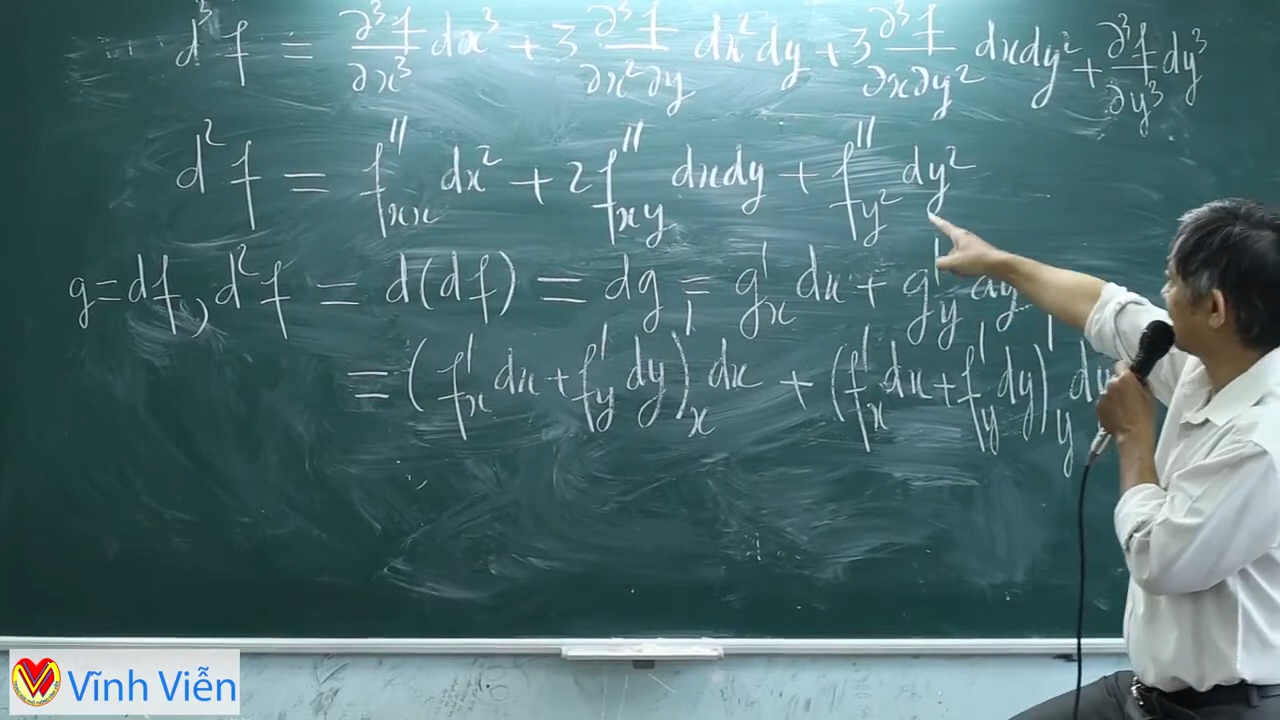 d³f = ∂³f/∂x³ dx³ + 3 ∂³f/∂x²∂y dx²dy + 3 ∂³f/∂x∂y² dxdy² + ∂³f/∂y³ dy³
d²f = f''xx dx² + 2f''xy dxdy + f''y² dy²
g = df, d²f = d(df) = dg = g'x dx + g'y dy
= (f'x dx + f'y dy)'x dx + (f'x dx + f'y dy)'y dy
Vĩnh Viễn